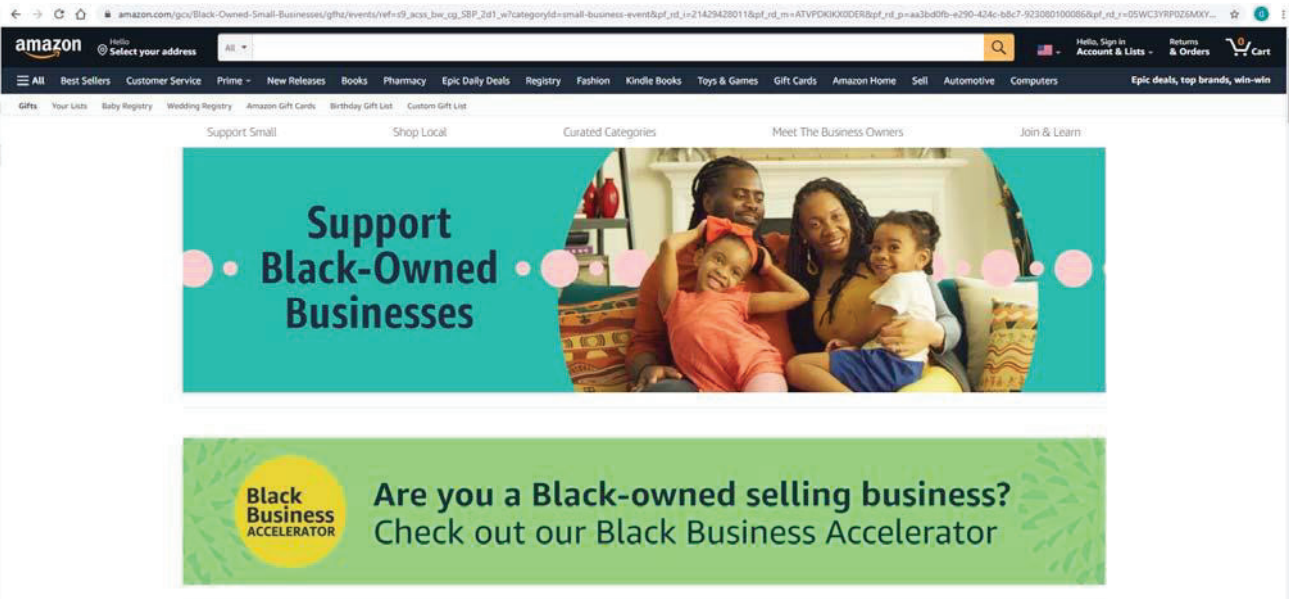 amazon.com/gcx/Black-Owned-Small-Businesses/gfhz/events/ref=s9_acss_bw_cg_SBP_2d1_w?categoryId=small-business-event&pf_rd_i=21429428011&pf_rd_m=ATVPDKIKX0DER&pf_rd_p=aa3bd0fb-e290-424c-b8c7-923080100086&pf_rd_r=05WC3YRP0Z6MXY...
amazon
Hello
Select your address
All
0
Hello, Sign in
Account & Lists
Returns
& Orders
Cart
All Best Sellers Customer Service Prime New Releases Books Pharmacy Epic Daily Deals Registry Fashion Kindle Books Toys & Games Gift Cards Amazon Home Sell Automotive Computers Epic deals, top brands, win-win
Gifts Your Lists Baby Registry Wedding Registry Amazon Gift Cards Birthday Gift List Custom Gift List
Support Small Shop Local Curated Categories Meet The Business Owners Join & Learn
Support
Black-Owned
Businesses
Black
Business
ACCELERATOR
Are you a Black-owned selling business?
Check out our Black Business Accelerator